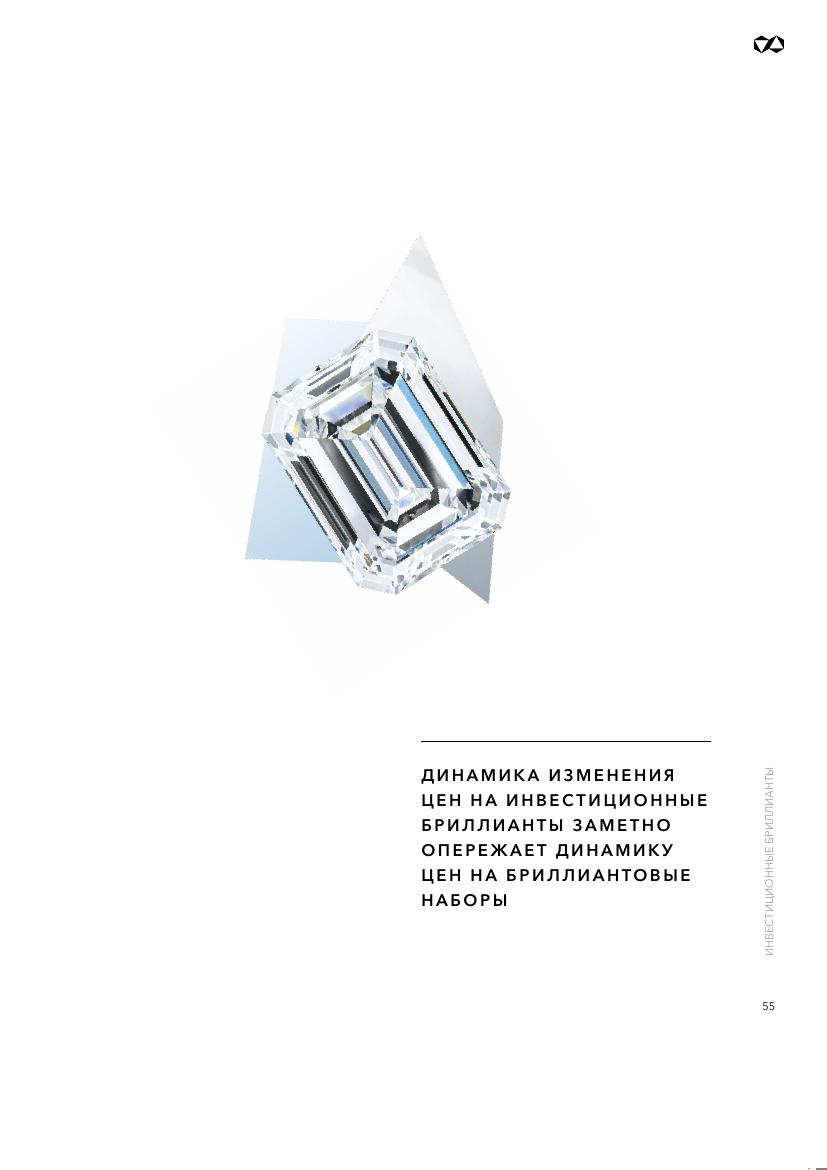 ДИНАМИКА ИЗМЕНЕНИЯ
ЦЕН НА ИНВЕСТИЦИОННЫЕ
БРИЛЛИАНТЫ ЗАМЕТНО
ОПЕРЕЖАЕТ ДИНАМИКУ
ЦЕН НА БРИЛЛИАНТОВЫЕ
НАБОРЫ
ИНВЕСТИЦИОННЫЕ БРИЛЛИАНТЫ
55